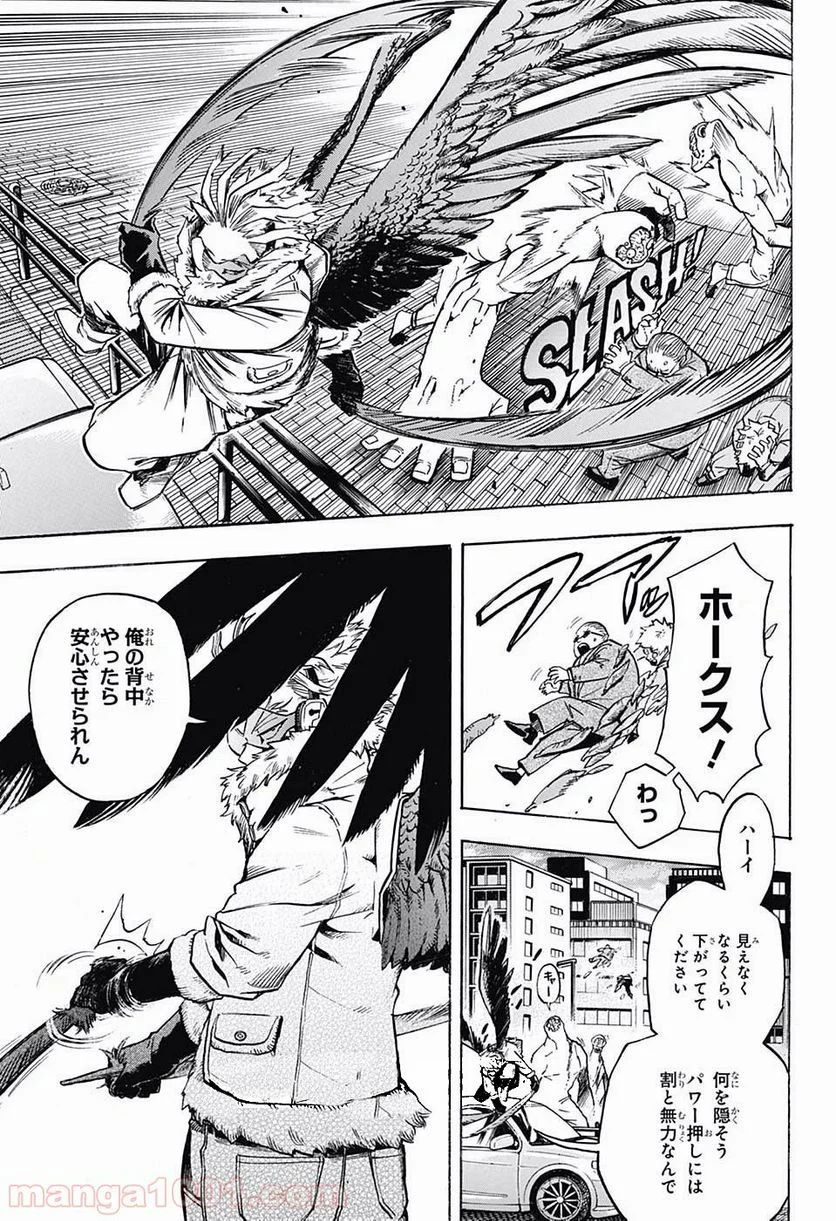 SLASH!
ホークス!
ファアッ
わっ
ハーイ
見えなく
なるくらい
下がってて
ください
キャー
何を隠そう
パワー押しには
割と無力なんで
俺の背中
やったら
安心させられん
manga1001.com